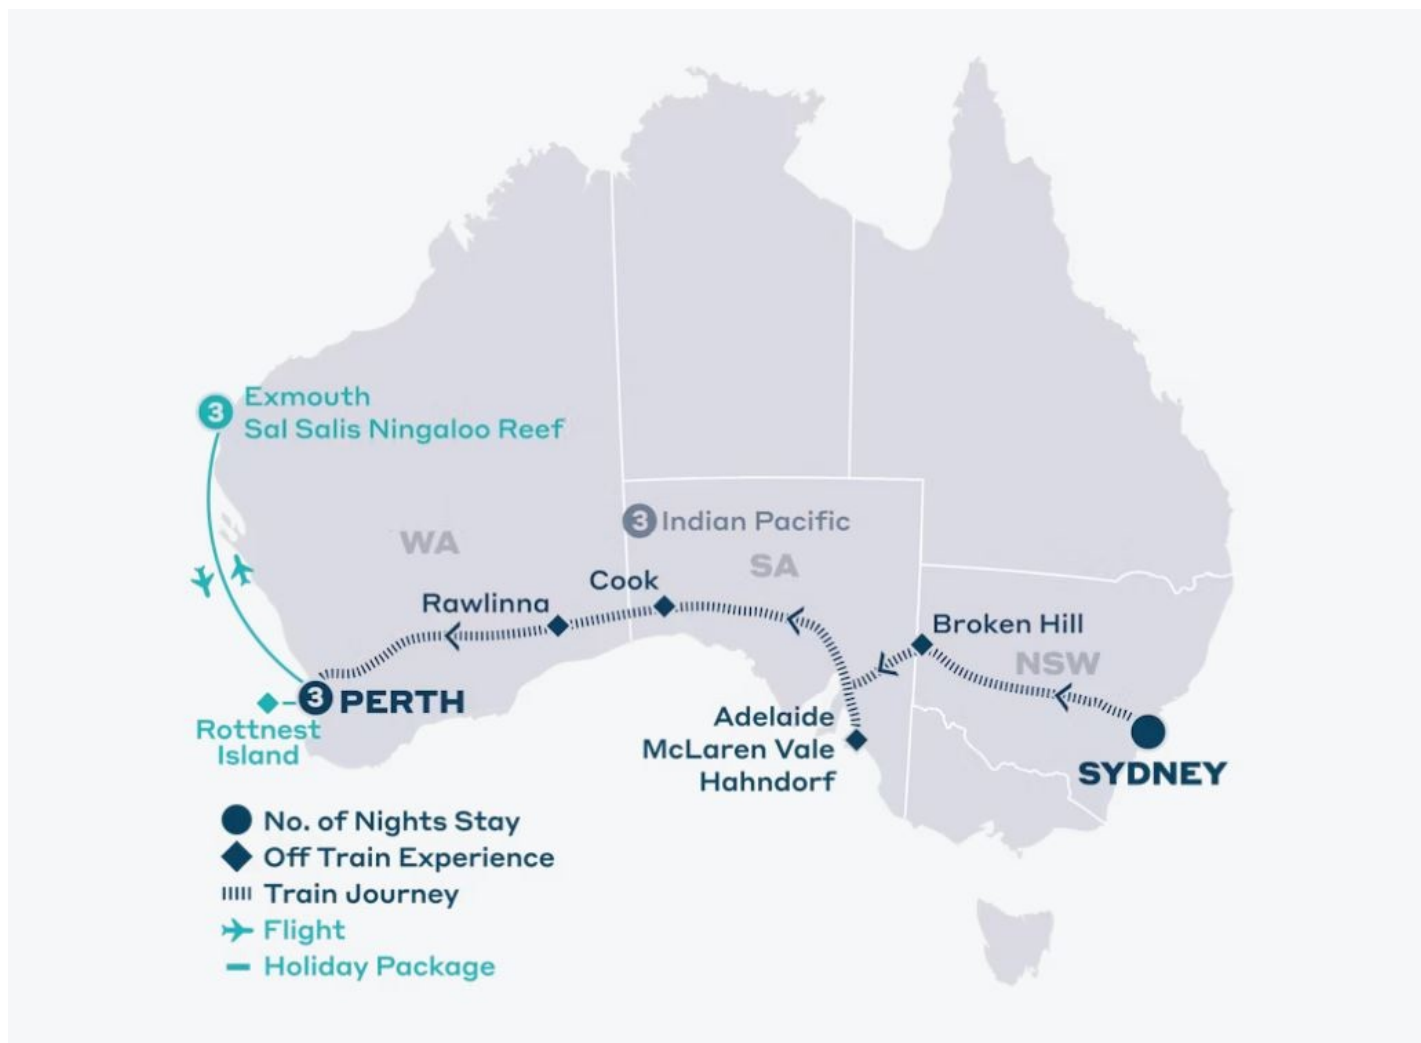 Exmouth
3
Sal Salis Ningaloo Reef
3 Indian Pacific
WA
SA
Cook
Rawlinna
Broken Hill
NSW
3 PERTH
Rottnest
Island
Adelaide
McLaren Vale
Hahndorf
SYDNEY
No. of Nights Stay
Off Train Experience
Train Journey
Flight
Holiday Package